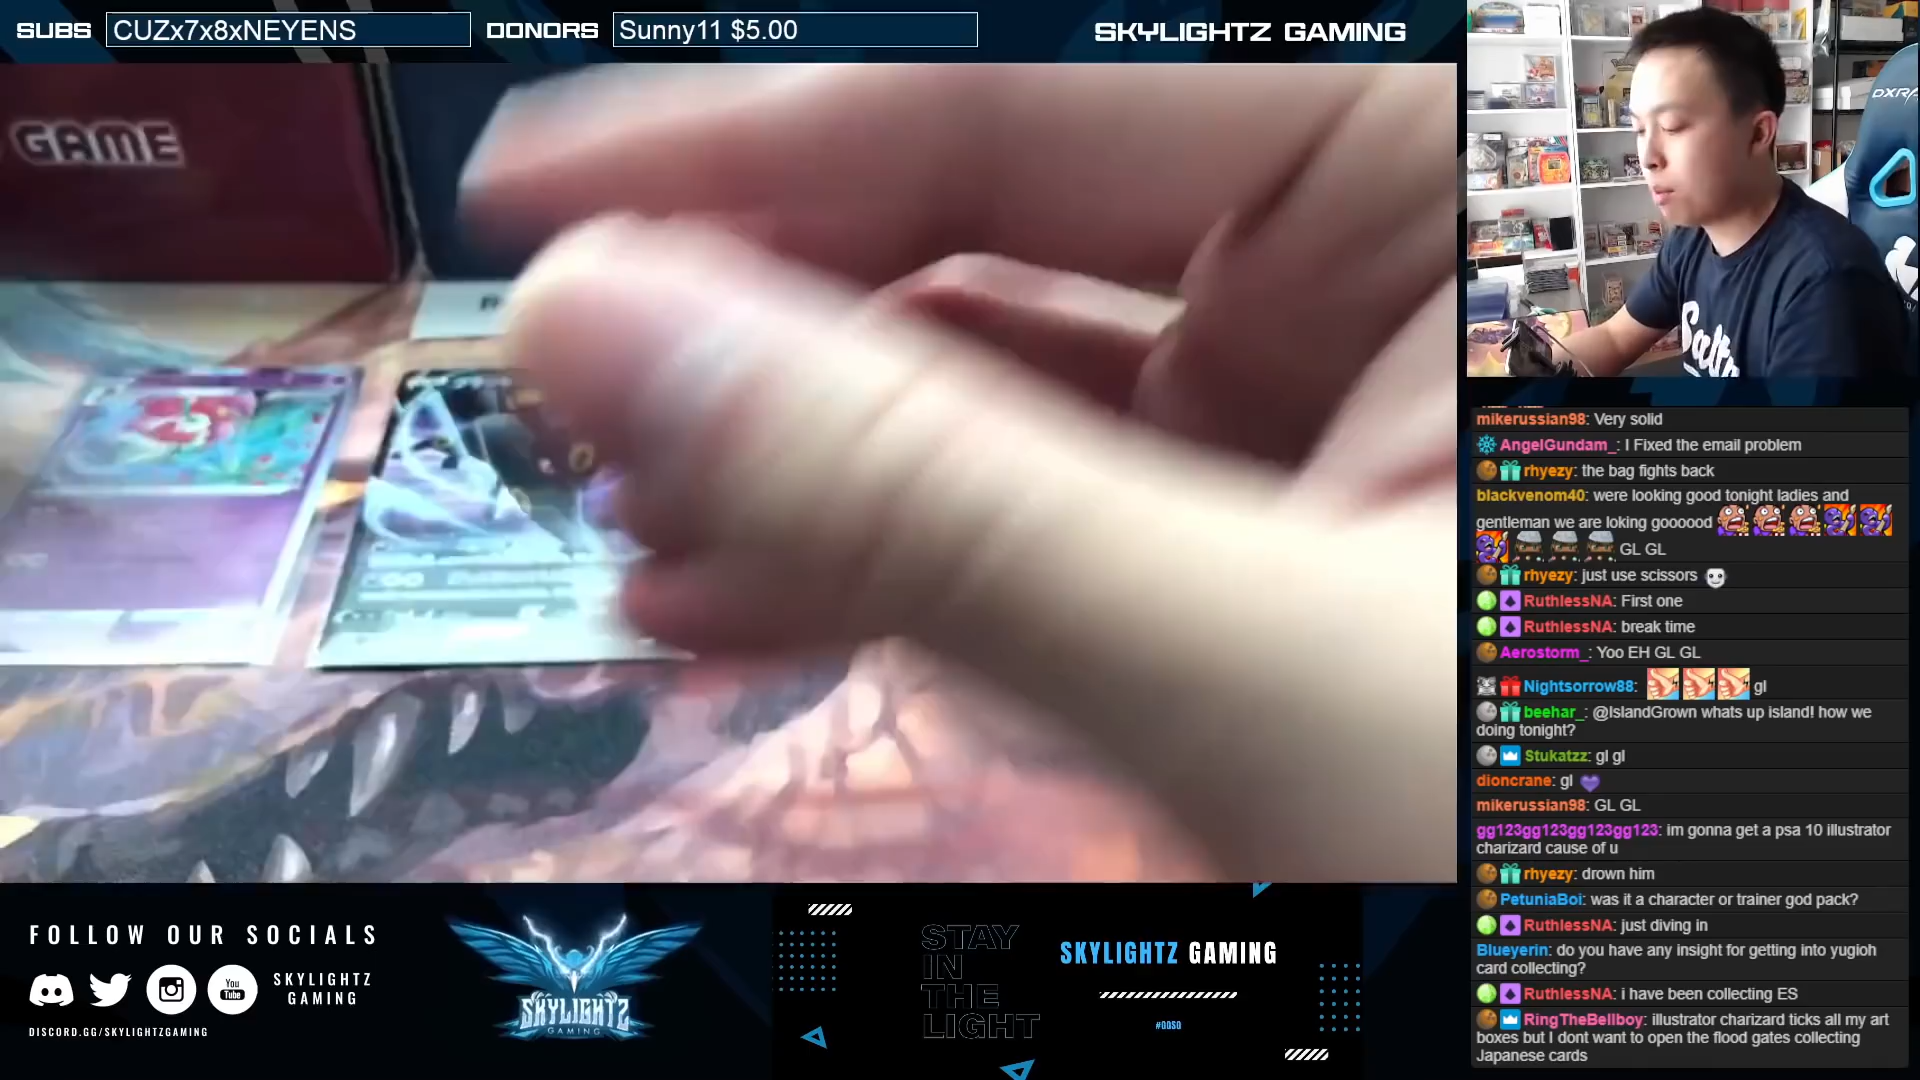 SUBS CUZx7x8xNEYENS DONORS Sunny11 $5.00 SKYLIGHTZ GAMING
GAME
DXRA
Salty
mikerussian98: Very solid
AngelGundam_: I Fixed the email problem
rhyezy: the bag fights back
blackvenom40: were looking good tonight ladies and
gentleman we are loking goooood
GL GL
rhyezy: just use scissors
RuthlessNA: First one
RuthlessNA: break time
Aerostorm_: Yoo EH GL GL
Nightsorrow88: gl
beehar_: @IslandGrown whats up island! how we
doing tonight?
Stukatzz: gl gl
dioncrane: gl
mikerussian98: GL GL
gg123gg123gg123gg123: im gonna get a psa 10 illustrator
charizard cause of u
rhyezy: drown him
PetuniaBoi: was it a character or trainer god pack?
RuthlessNA: just diving in
Blueyerin: do you have any insight for getting into yugioh
card collecting?
RuthlessNA: i have been collecting ES
RingTheBellboy: illustrator charizard ticks all my art
boxes but I dont want to open the flood gates collecting
Japanese cards
FOLLOW OUR SOCIALS
You
Tube
SKYLIGHTZ
GAMING
DISCORD.GG/SKYLIGHTZGAMING
SKYLIGHTZ
GAMING
STAY
IN
THE
LIGHT
SKYLIGHTZ GAMING